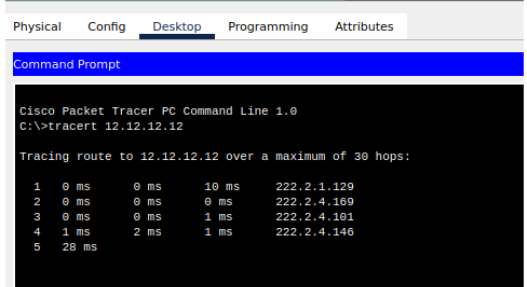 Physical Config Desktop Programming Attributes
Command Prompt
Cisco Packet Tracer PC Command Line 1.0
C:\>tracert 12.12.12.12
Tracing route to 12.12.12.12 over a maximum of 30 hops:
1 0 ms 0 ms 10 ms 222.2.1.129
2 0 ms 0 ms 0 ms 222.2.4.169
3 0 ms 0 ms 1 ms 222.2.4.101
4 1 ms 2 ms 1 ms 222.2.4.146
5 28 ms